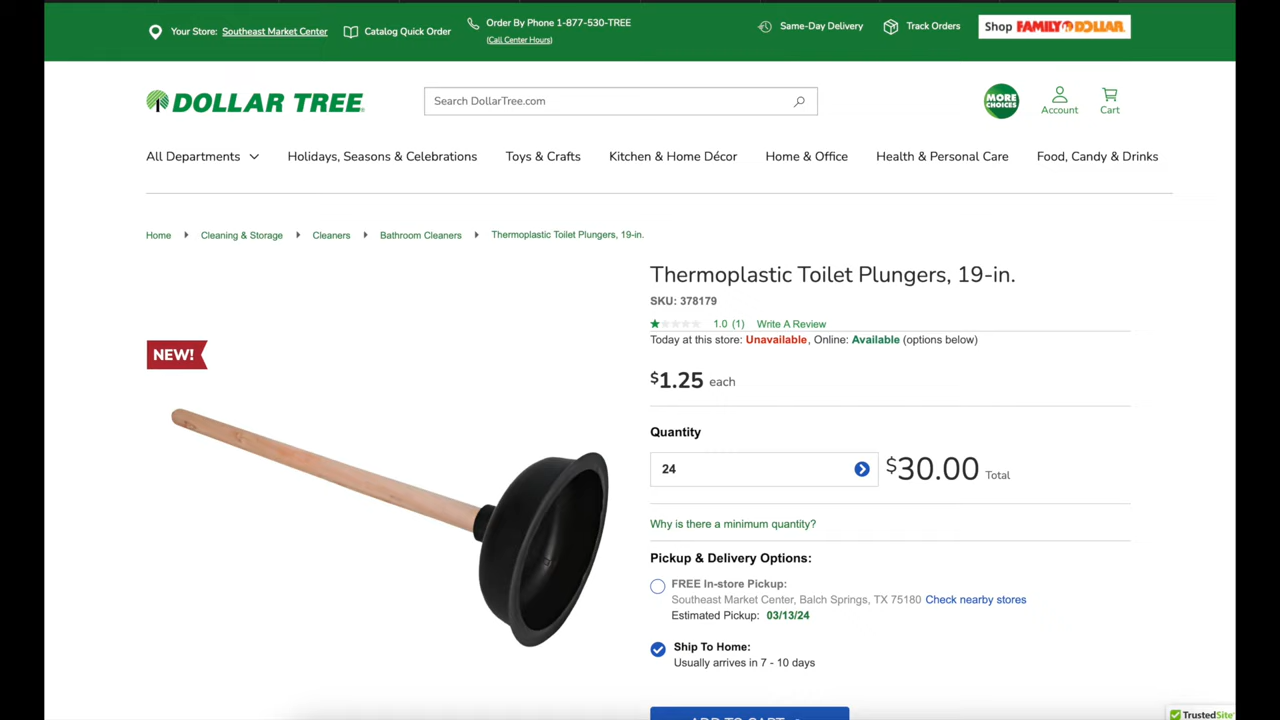 Your Store: Southeast Market Center
Catalog Quick Order
Order By Phone 1-877-530-TREE
(Call Center Hours)
Same-Day Delivery
Track Orders
Shop FAMILY DOLLAR
DOLLAR TREE
Search DollarTree.com
MORE CHOICES
Account
Cart
All Departments
Holidays, Seasons & Celebrations
Toys & Crafts
Kitchen & Home Décor
Home & Office
Health & Personal Care
Food, Candy & Drinks
Home
Cleaning & Storage
Cleaners
Bathroom Cleaners
Thermoplastic Toilet Plungers, 19-in.
NEW!
Thermoplastic Toilet Plungers, 19-in.
SKU: 378179
1.0 (1) Write A Review
Today at this store: Unavailable, Online: Available (options below)
$1.25 each
Quantity
24
$30.00 Total
Why is there a minimum quantity?
Pickup & Delivery Options:
FREE In-store Pickup:
Southeast Market Center, Balch Springs, TX 75180 Check nearby stores
Estimated Pickup: 03/13/24
Ship To Home:
Usually arrives in 7 - 10 days
ADD TO CART
TrustedSite